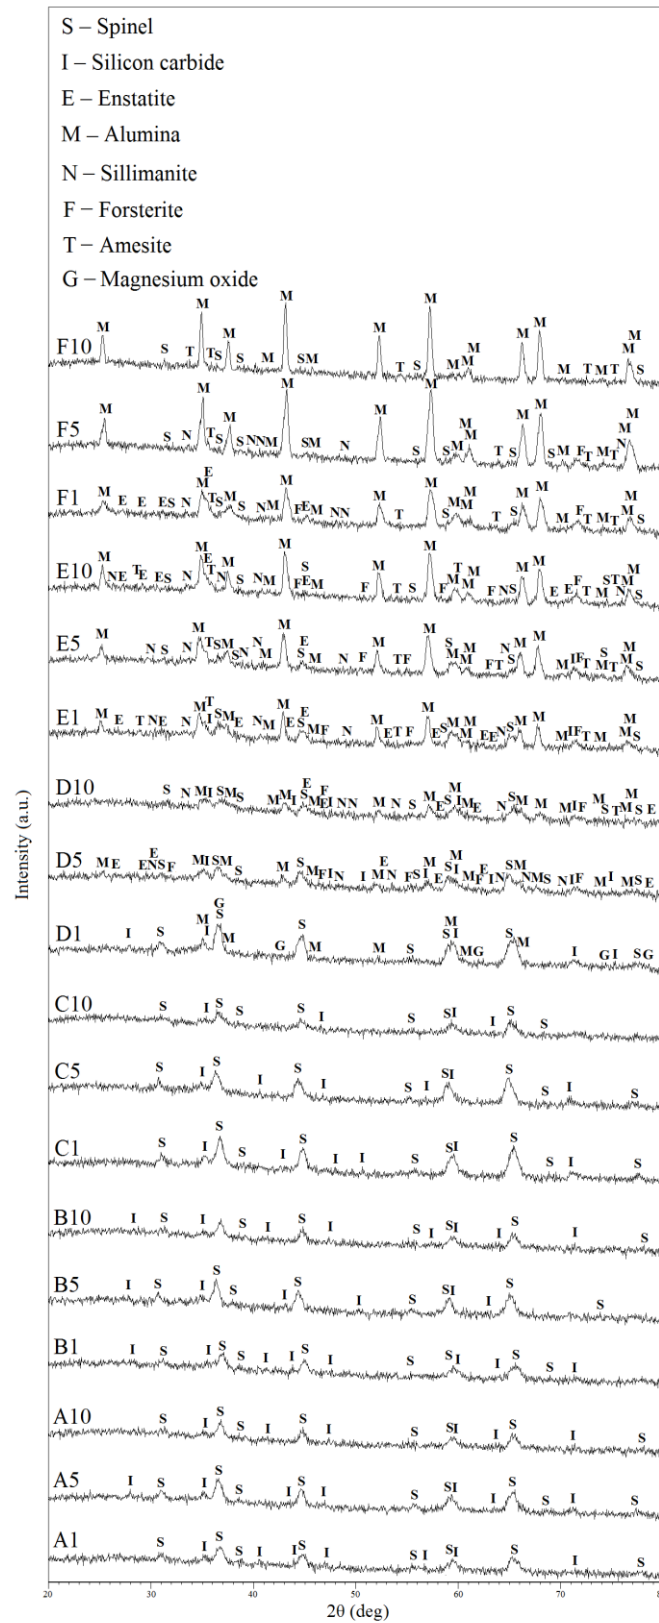 S – Spinel
I – Silicon carbide
E – Enstatite
M – Alumina
N – Sillimanite
F – Forsterite
T – Amesite
G – Magnesium oxide
F10 M S T M T S M S M M S M M T S M M M M M M M T M T M M S
F5 M S N M M T S M S N N M M S M N M S M S M M M T S M S M F M T M T N M M S
F1 M E E E S N E M T S M S N M M F E M N N M T M S M M M T S M M M F M T M T M M S
E10 M N E T E E S N M E T N M S N M M F S E M F M T S M F M T M M F N S M M E E F T M S T N M M S
E5 M N S N M I T S M S N N M M E S M N F M T F M S M M M F T N S M M M I F T M S T M M S
E1 M E T N E N M T I S M E N M M E S E M F N M E T F M E S M M M E E N S M M M I F T M M M S
D10 S N M I S M S M M I E S M F E I N N M N S M E S M I M E N S M M M I F M S T M M E
D5 M E E E N N S F M I S M S M S M F I N I M E N F S I M E S M I M F E I N S M N M S N I F M I M M E
D1 I S M I G S M G S M M S M S I M G S M I G I S G
C10 S I S S S I S S I I S S
C5 S I S I S I S I S I S S I S
C1 S I S S I S I I S S I S S I S
B10 I S I S I S I S I S I I S I S
B5 I S I S S I S I S S I I S S
B1 I S I S S I I S I S S I I S S I
A10 S I S S I S I S S I I S I S
A5 I S I S S I S I S S I I S S I S
A1 S I S S I I S I S I S I S I S
Intensity (a.u.)
20 30 40 50 60 70 80
2θ (deg)